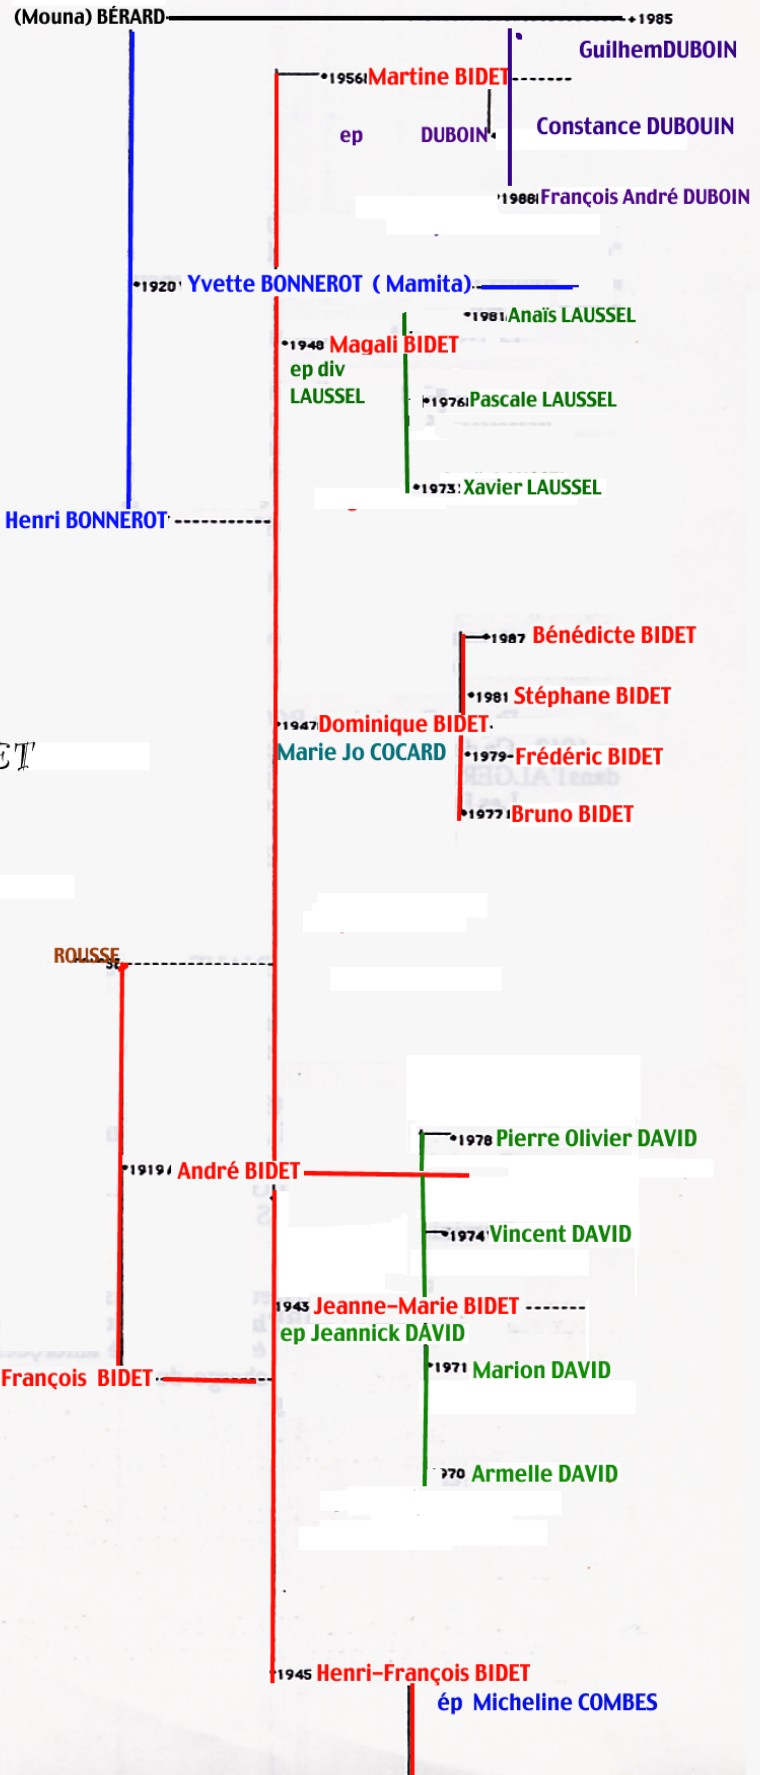 (Mouna) BÉRARD +1985
GuilhemDUBOIN
°1956 Martine BIDET
Constance DUBOUIN
ep DUBOIN
°1988 François André DUBOIN
°1920 Yvette BONNEROT ( Mamita)
°1981 Anaïs LAUSSEL
°1948 Magali BIDET
ep div
LAUSSEL
°1976 Pascale LAUSSEL
°1973 Xavier LAUSSEL
Henri BONNEROT
°1987 Bénédicte BIDET
°1981 Stéphane BIDET
°1947 Dominique BIDET
ET
Marie Jo COCARD
°1979 Frédéric BIDET
°1977 Bruno BIDET
ROUSSE
°1978 Pierre Olivier DAVID
°1919 André BIDET
°1974 Vincent DAVID
1943 Jeanne-Marie BIDET
ep Jeannick DAVID
°1971 Marion DAVID
François BIDET
970 Armelle DAVID
°1945 Henri-François BIDET
ép Micheline COMBES